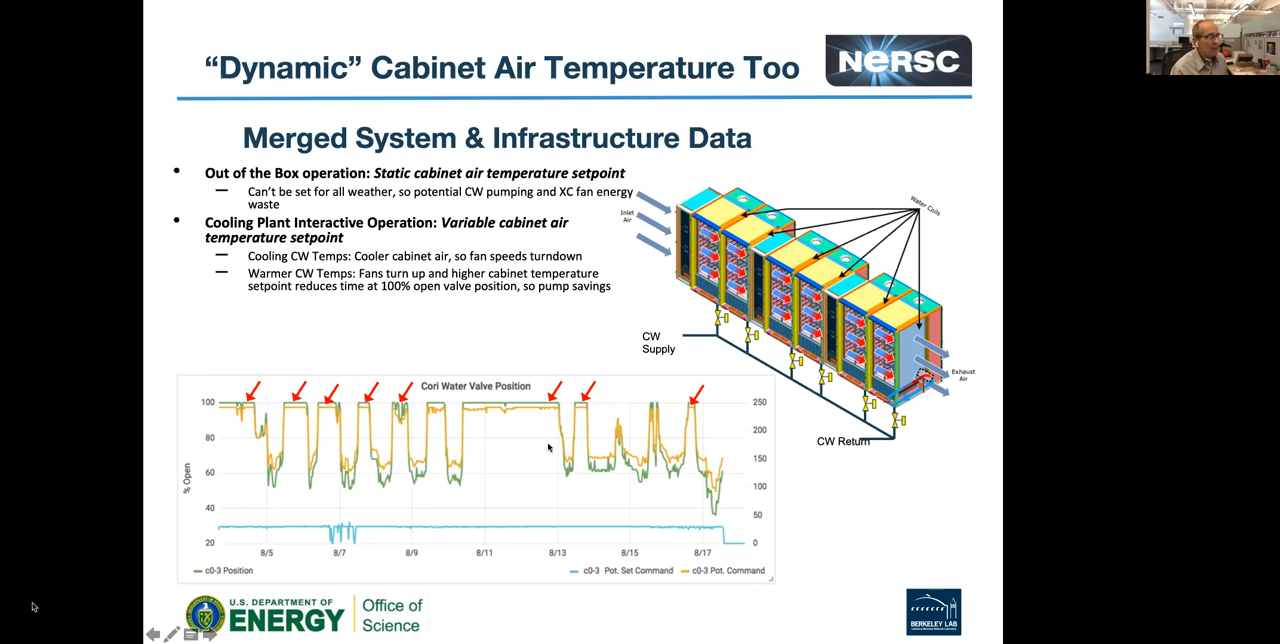 “Dynamic” Cabinet Air Temperature Too
NERSC
Merged System & Infrastructure Data
• Out of the Box operation: Static cabinet air temperature setpoint
— Can’t be set for all weather, so potential CW pumping and XC fan energy
waste
• Cooling Plant Interactive Operation: Variable cabinet air
temperature setpoint
— Cooling CW Temps: Cooler cabinet air, so fan speeds turndown
— Warmer CW Temps: Fans turn up and higher cabinet temperature
setpoint reduces time at 100% open valve position, so pump savings
Inlet
Air
Water Coils
CW
Supply
Exhaust
Air
CW Return
Cori Water Valve Position
% Open
100
80
60
40
20
250
200
150
100
50
0
8/5 8/7 8/9 8/11 8/13 8/15 8/17
c0-3 Position
c0-3 Pot. Set Command
c0-3 Pot. Command
U.S. DEPARTMENT OF
ENERGY
Office of
Science
BERKELEY LAB